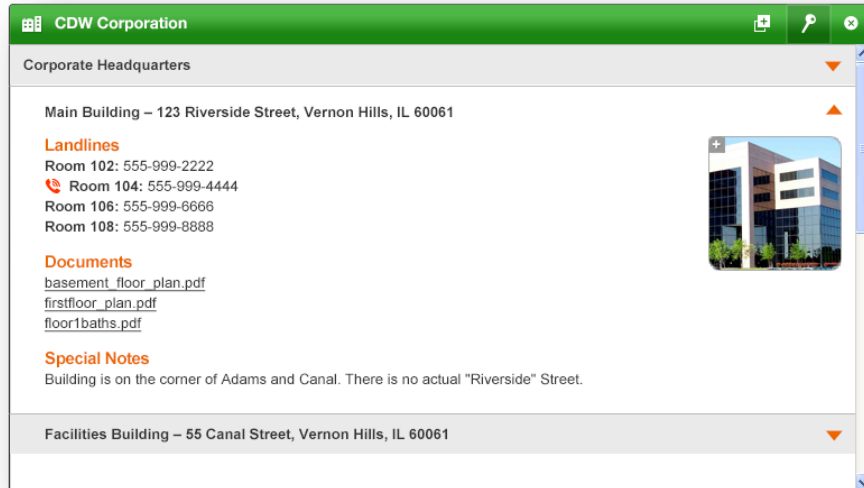 CDW Corporation
Corporate Headquarters
Main Building – 123 Riverside Street, Vernon Hills, IL 60061
Landlines
Room 102: 555-999-2222
Room 104: 555-999-4444
Room 106: 555-999-6666
Room 108: 555-999-8888
Documents
basement_floor_plan.pdf
firstfloor_plan.pdf
floor1baths.pdf
Special Notes
Building is on the corner of Adams and Canal. There is no actual "Riverside" Street.
Facilities Building – 55 Canal Street, Vernon Hills, IL 60061